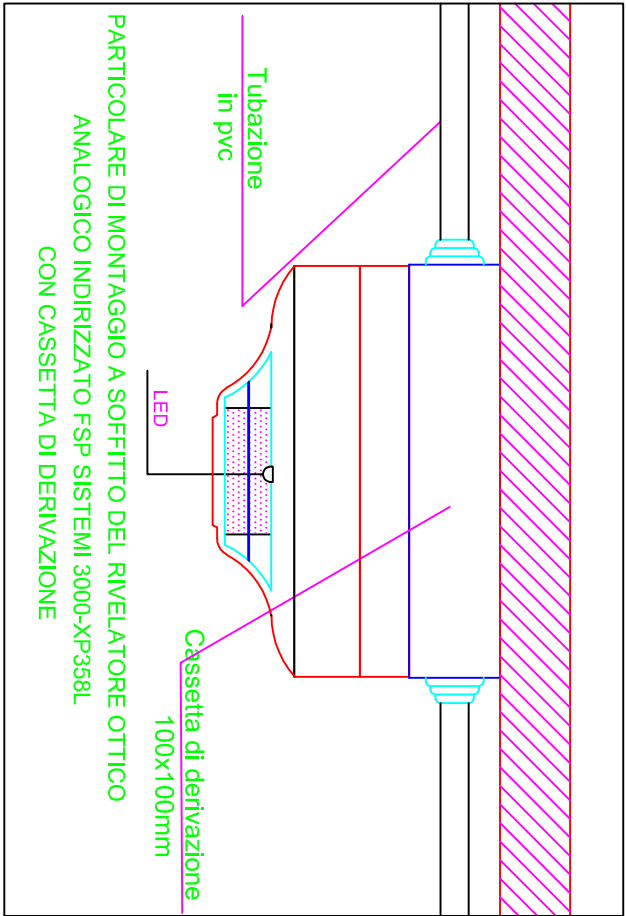 Tubazione
in pvc
LED
Cassetta di derivazione
100x100mm
PARTICOLARE DI MONTAGGIO A SOFFITTO DEL RIVELATORE OTTICO
ANALOGICO INDIRIZZATO FSP SISTEMI 3000-XP358L
CON CASSETTA DI DERIVAZIONE